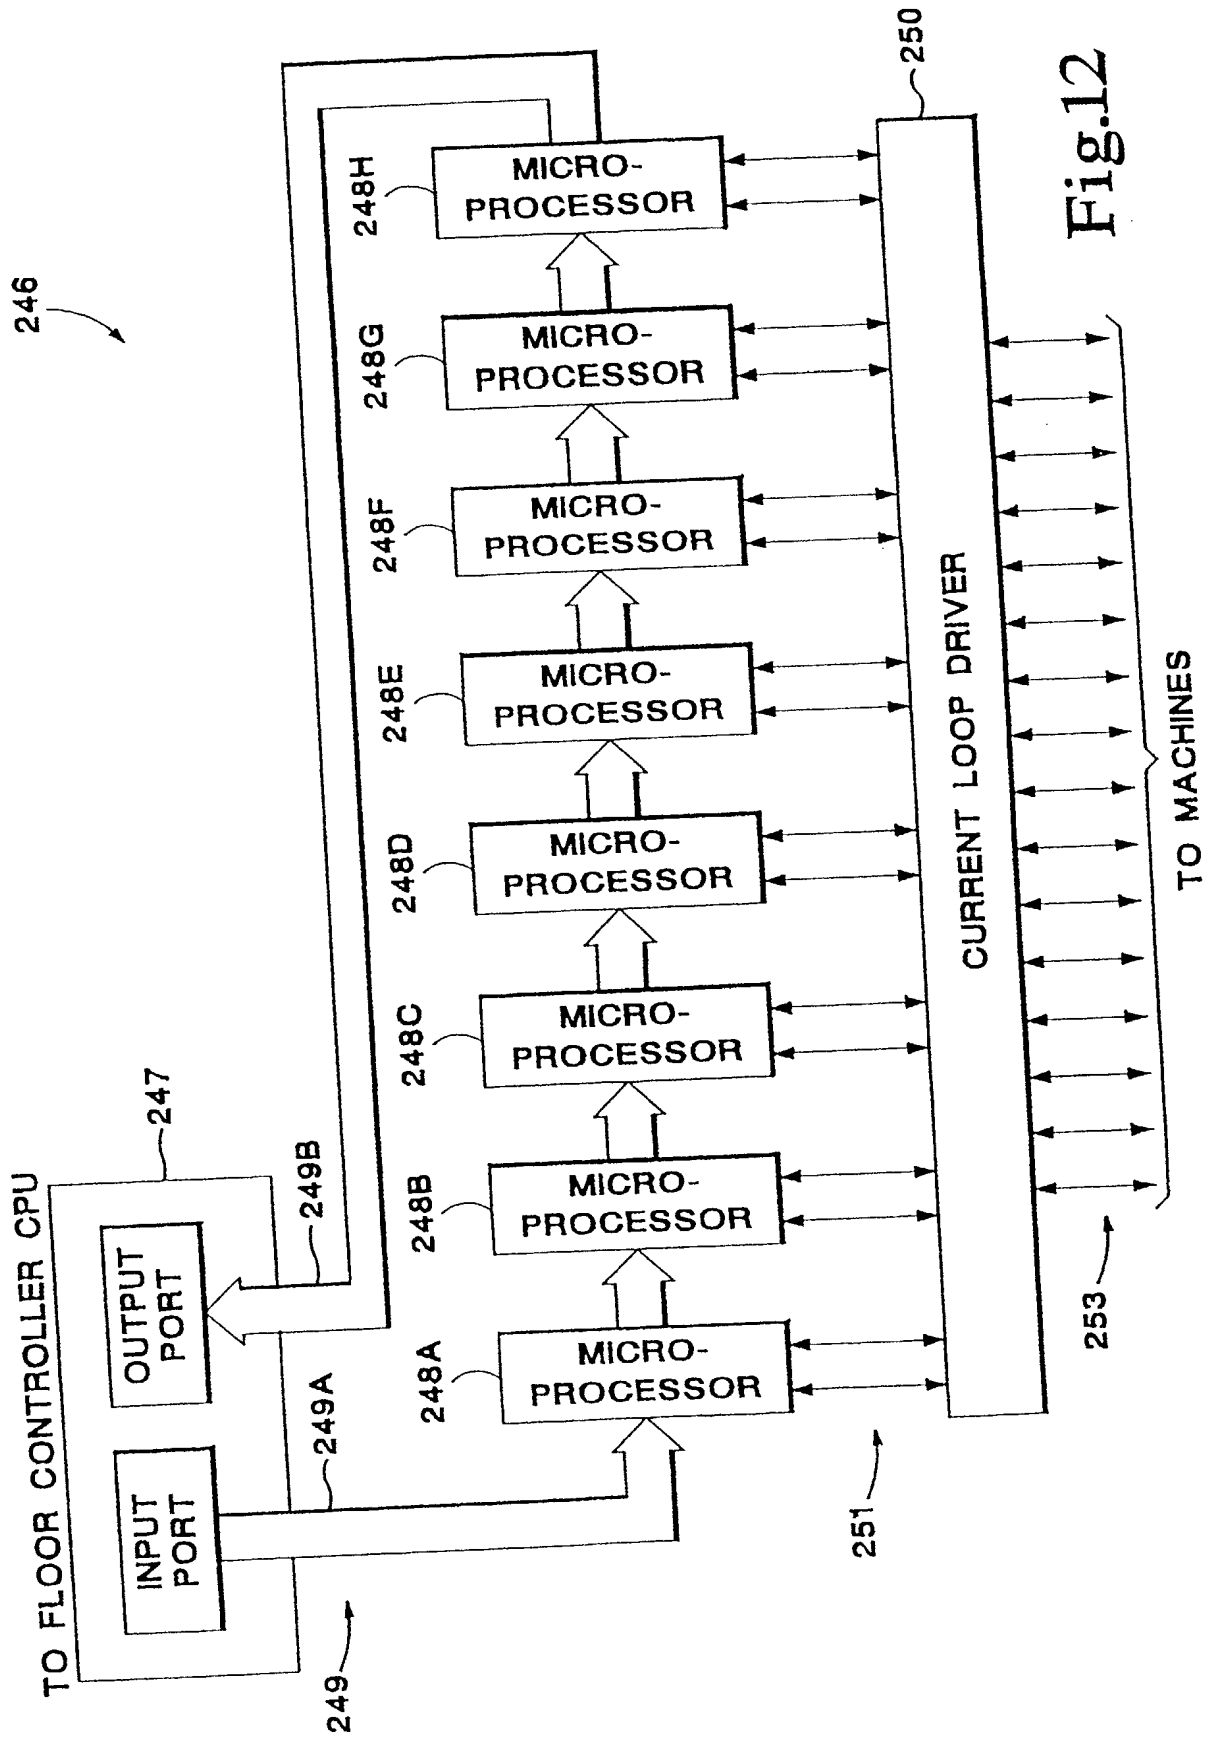 246
TO FLOOR CONTROLLER CPU
247
INPUT
PORT
OUTPUT
PORT
249
249A
249B
248A
248B
248C
248D
248E
248F
248G
248H
MICRO-
PROCESSOR
MICRO-
PROCESSOR
MICRO-
PROCESSOR
MICRO-
PROCESSOR
MICRO-
PROCESSOR
MICRO-
PROCESSOR
MICRO-
PROCESSOR
MICRO-
PROCESSOR
251
CURRENT LOOP DRIVER
250
253
TO MACHINES
Fig.12